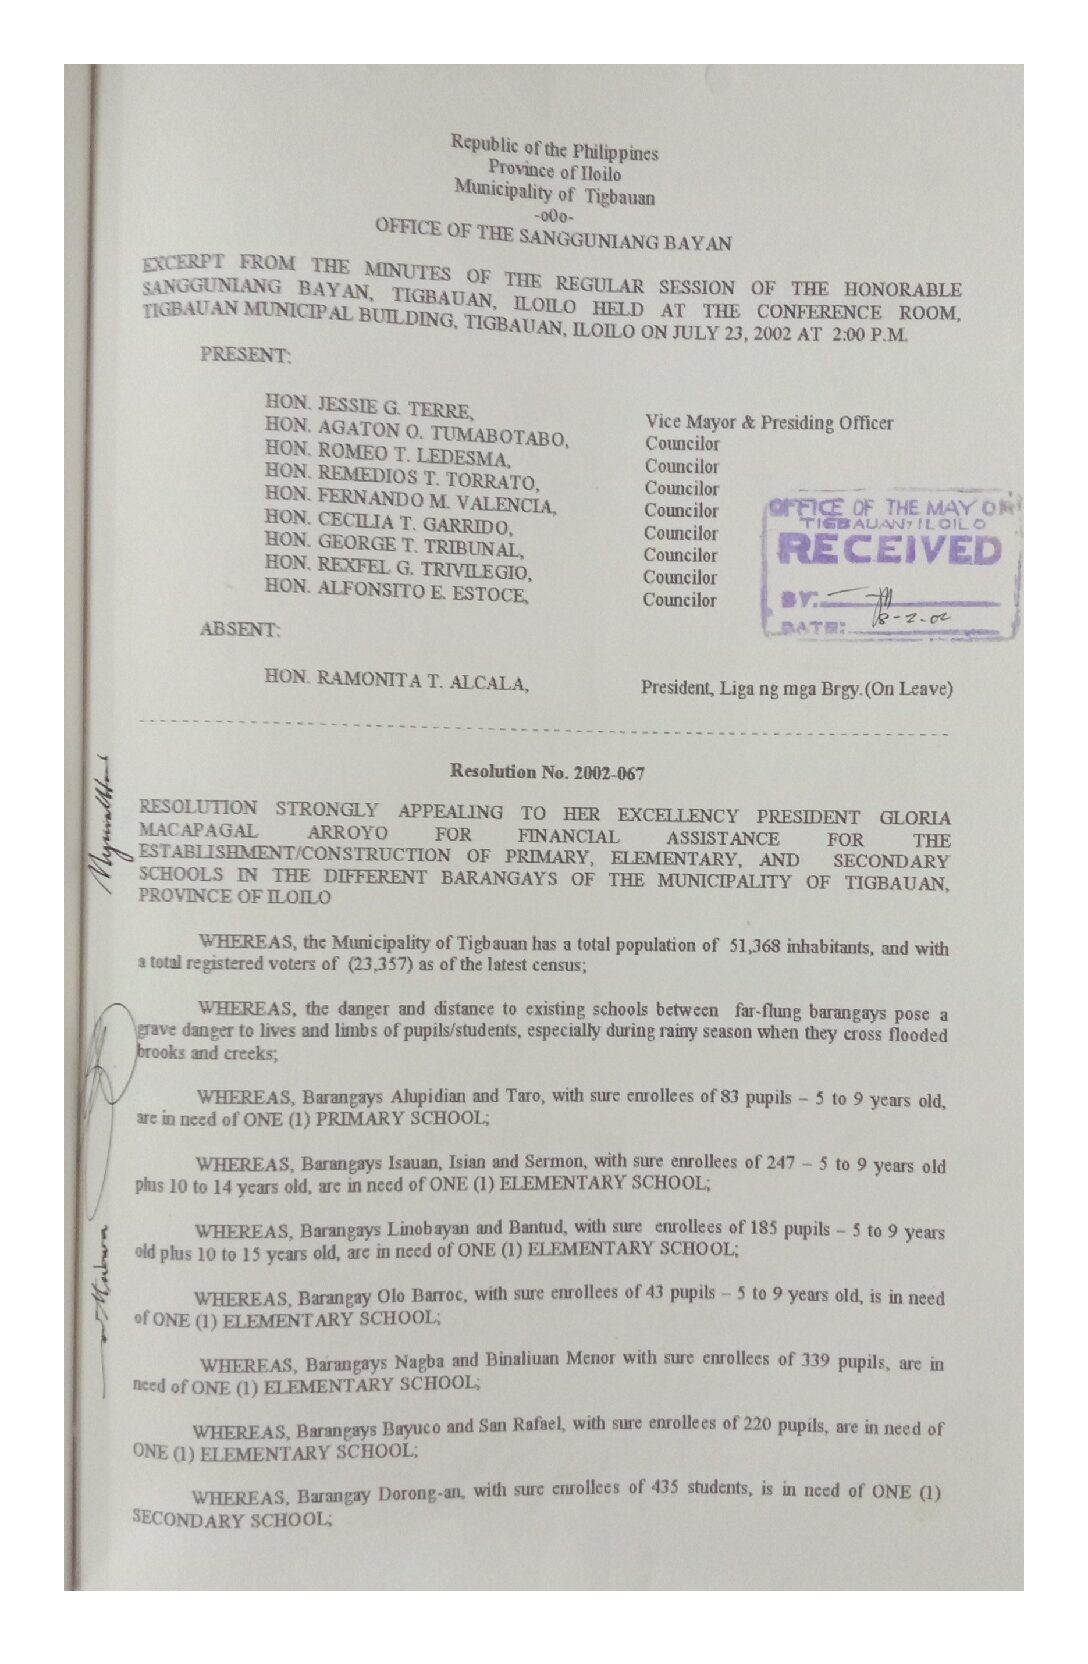 Republic of the Philippines
Province of Iloilo
Municipality of Tigbauan
-oOo-
OFFICE OF THE SANGGUNIANG BAYAN
EXCERPT FROM THE MINUTES OF THE REGULAR SESSION OF THE HONORABLE
SANGGUNIANG BAYAN, TIGBAUAN, ILOILO HELD AT THE CONFERENCE ROOM,
TIGBAUAN MUNICIPAL BUILDING, TIGBAUAN, ILOILO ON JULY 23, 2002 AT 2:00 P.M.
PRESENT:
HON. JESSIE G. TERRE, Vice Mayor & Presiding Officer
HON. AGATON O. TUMABOTABO, Councilor
HON. ROMEO T. LEDESMA, Councilor
HON. REMEDIOS T. TORRATO, Councilor
HON. FERNANDO M. VALENCIA, Councilor
HON. CECILIA T. GARRIDO, Councilor
HON. GEORGE T. TRIBUNAL, Councilor
HON. REXFEL G. TRIVILEGIO, Councilor
HON. ALFONSITO E. ESTOCE, Councilor
OFFICE OF THE MAYOR
TIGBAUAN, ILOILO
RECEIVED
BY:
DATE: 8-2-02
ABSENT:
HON. RAMONITA T. ALCALA, President, Liga ng mga Brgy.(On Leave)
Resolution No. 2002-067
RESOLUTION STRONGLY APPEALING TO HER EXCELLENCY PRESIDENT GLORIA
MACAPAGAL ARROYO FOR FINANCIAL ASSISTANCE FOR THE
ESTABLISHMENT/CONSTRUCTION OF PRIMARY, ELEMENTARY, AND SECONDARY
SCHOOLS IN THE DIFFERENT BARANGAYS OF THE MUNICIPALITY OF TIGBAUAN,
PROVINCE OF ILOILO
WHEREAS, the Municipality of Tigbauan has a total population of 51,368 inhabitants, and with
a total registered voters of (23,357) as of the latest census;
WHEREAS, the danger and distance to existing schools between far-flung barangays pose a
grave danger to lives and limbs of pupils/students, especially during rainy season when they cross flooded
brooks and creeks;
WHEREAS, Barangays Alupidian and Taro, with sure enrollees of 83 pupils – 5 to 9 years old,
are in need of ONE (1) PRIMARY SCHOOL;
WHEREAS, Barangays Isauan, Isian and Sermon, with sure enrollees of 247 – 5 to 9 years old
plus 10 to 14 years old, are in need of ONE (1) ELEMENTARY SCHOOL;
WHEREAS, Barangays Linobayan and Bantud, with sure enrollees of 185 pupils – 5 to 9 years
old plus 10 to 15 years old, are in need of ONE (1) ELEMENTARY SCHOOL;
WHEREAS, Barangay Olo Barroc, with sure enrollees of 43 pupils – 5 to 9 years old, is in need
of ONE (1) ELEMENTARY SCHOOL;
WHEREAS, Barangays Nagba and Binaliuan Menor with sure enrollees of 339 pupils, are in
need of ONE (1) ELEMENTARY SCHOOL;
WHEREAS, Barangays Bayuco and San Rafael, with sure enrollees of 220 pupils, are in need of
ONE (1) ELEMENTARY SCHOOL;
WHEREAS, Barangay Dorong-an, with sure enrollees of 435 students, is in need of ONE (1)
SECONDARY SCHOOL;